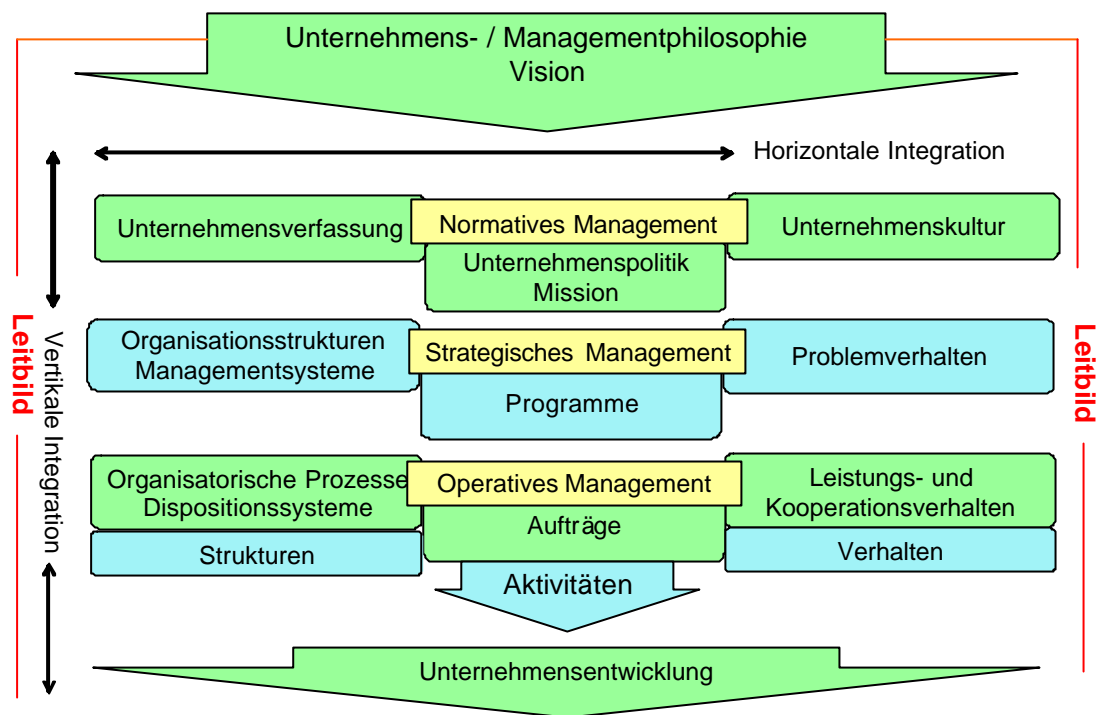 Unternehmens- / Managementphilosophie
Vision
Horizontale Integration
Unternehmensverfassung
Normatives Management
Unternehmenskultur
Unternehmenspolitik
Mission
Leitbild
Vertikale Integration
Organisationsstrukturen
Managementsysteme
Strategisches Management
Problemverhalten
Programme
Leitbild
Organisatorische Prozesse
Dispositionssysteme
Operatives Management
Leistungs- und
Kooperationsverhalten
Aufträge
Strukturen
Verhalten
Aktivitäten
Unternehmensentwicklung